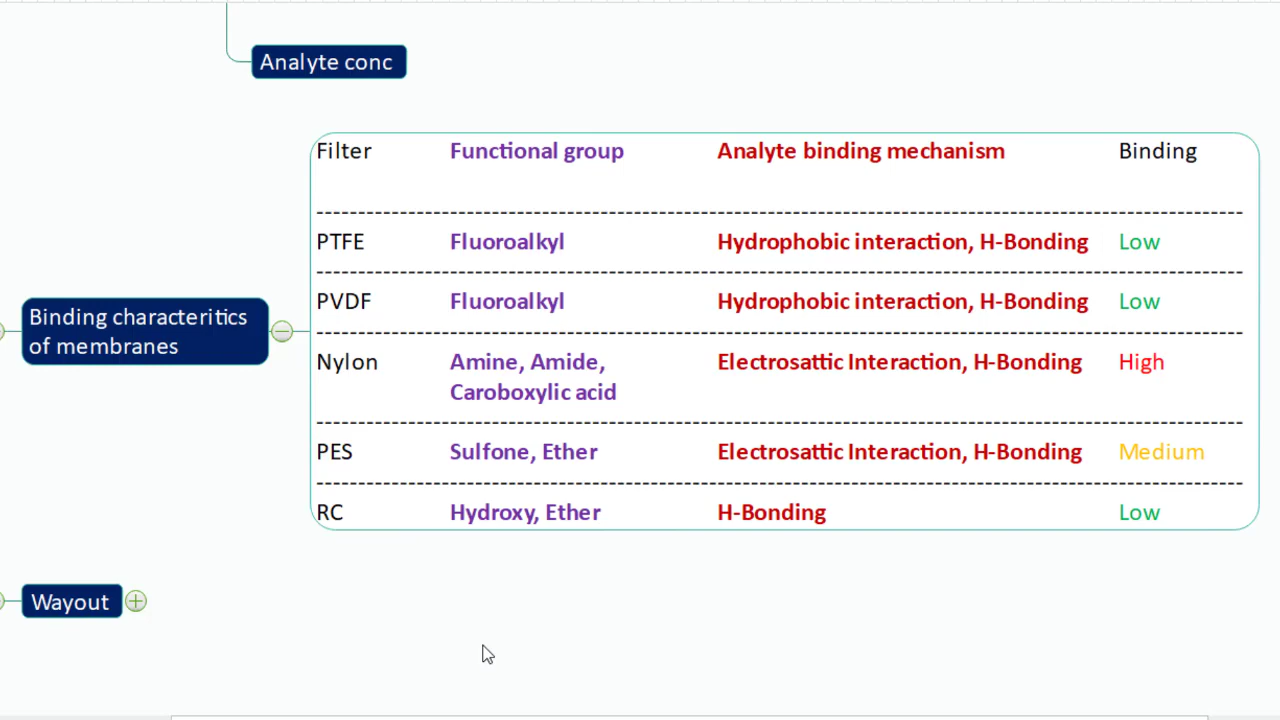 Analyte conc
Filter Functional group Analyte binding mechanism Binding
--------------------------------------------------------------------------------------------------------------
PTFE Fluoroalkyl Hydrophobic interaction, H-Bonding Low
--------------------------------------------------------------------------------------------------------------
PVDF Fluoroalkyl Hydrophobic interaction, H-Bonding Low
--------------------------------------------------------------------------------------------------------------
Binding characteritics
of membranes
Nylon Amine, Amide, Electrosattic Interaction, H-Bonding High
Caroboxylic acid
--------------------------------------------------------------------------------------------------------------
PES Sulfone, Ether Electrosattic Interaction, H-Bonding Medium
--------------------------------------------------------------------------------------------------------------
RC Hydroxy, Ether H-Bonding Low
Wayout